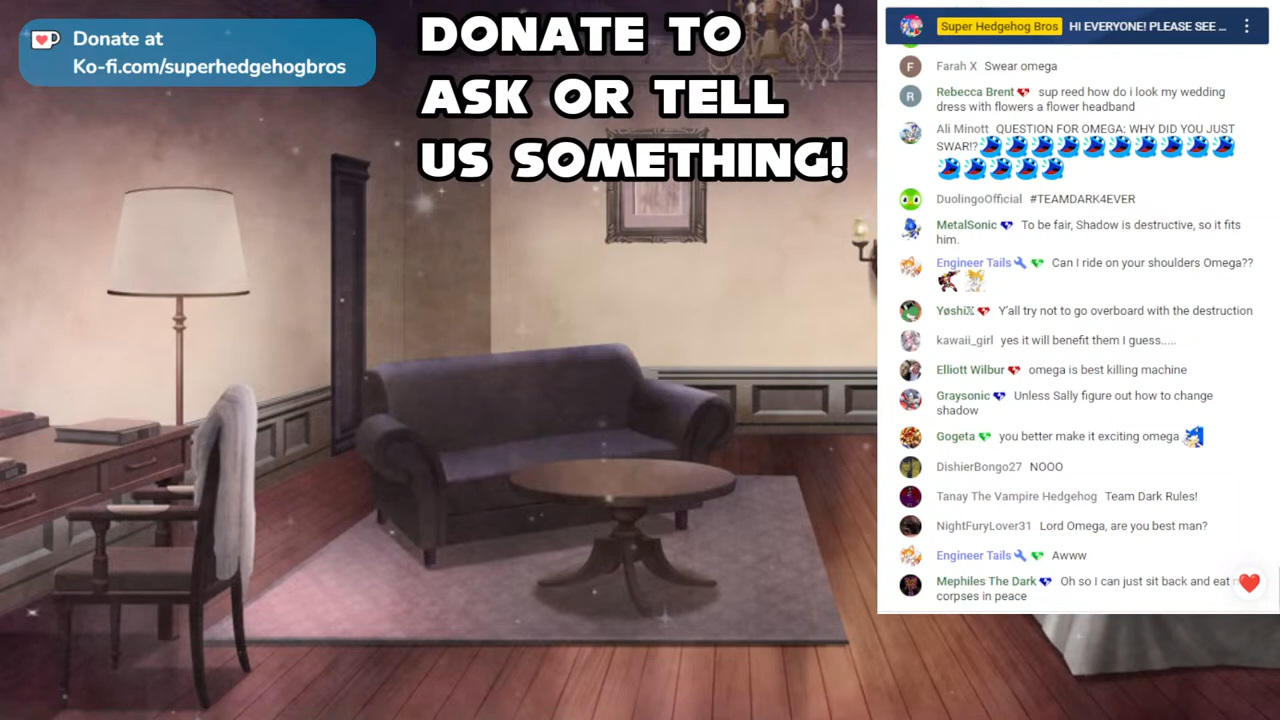 Donate at
Ko-fi.com/superhedgehogbros
DONATE TO
ASK OR TELL
US SOMETHING!
Super Hedgehog Bros HI EVERYONE! PLEASE SEE ...
F Farah X Swear omega
R Rebecca Brent sup reed how do i look my wedding
dress with flowers a flower headband
Ali Minott QUESTION FOR OMEGA: WHY DID YOU JUST
SWAR!?
DuolingoOfficial #TEAMDARK4EVER
MetalSonic To be fair, Shadow is destructive, so it fits
him.
Engineer Tails Can I ride on your shoulders Omega??
YøshiX Y'all try not to go overboard with the destruction
kawaii_girl yes it will benefit them I guess.....
Elliott Wilbur omega is best killing machine
Graysonic Unless Sally figure out how to change
shadow
Gogeta you better make it exciting omega
DishierBongo27 NOOO
Tanay The Vampire Hedgehog Team Dark Rules!
NightFuryLover31 Lord Omega, are you best man?
Engineer Tails Awww
Mephiles The Dark Oh so I can just sit back and eat
corpses in peace